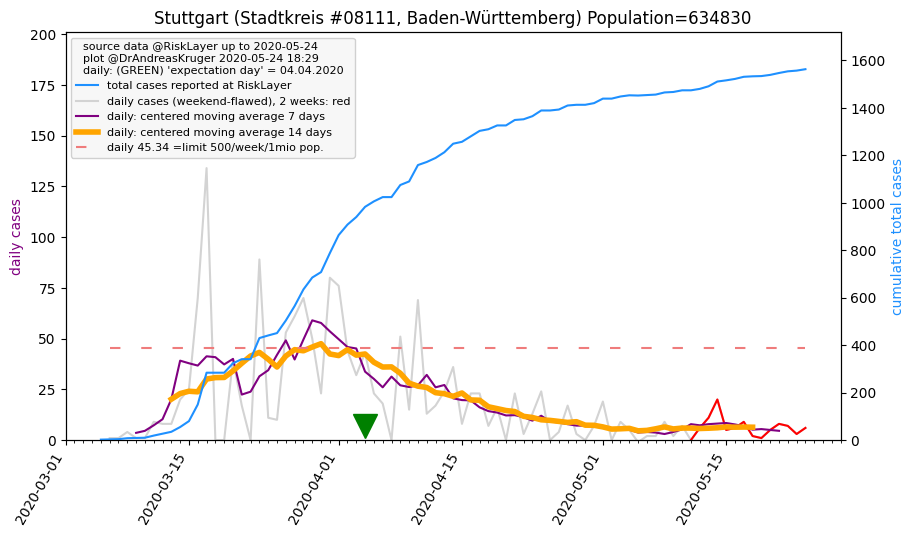 Stuttgart (Stadtkreis #08111, Baden-Württemberg) Population=634830
source data @RiskLayer up to 2020-05-24
plot @DrAndreasKruger 2020-05-24 18:29
daily: (GREEN) 'expectation day' = 04.04.2020
total cases reported at RiskLayer
daily cases (weekend-flawed), 2 weeks: red
daily: centered moving average 7 days
daily: centered moving average 14 days
daily 45.34 =limit 500/week/1mio pop.
daily cases
200
175
150
125
100
75
50
25
0
1600
1400
1200
1000
800
600
400
200
0
cumulative total cases
2020-03-01
2020-03-15
2020-04-01
2020-04-15
2020-05-01
2020-05-15